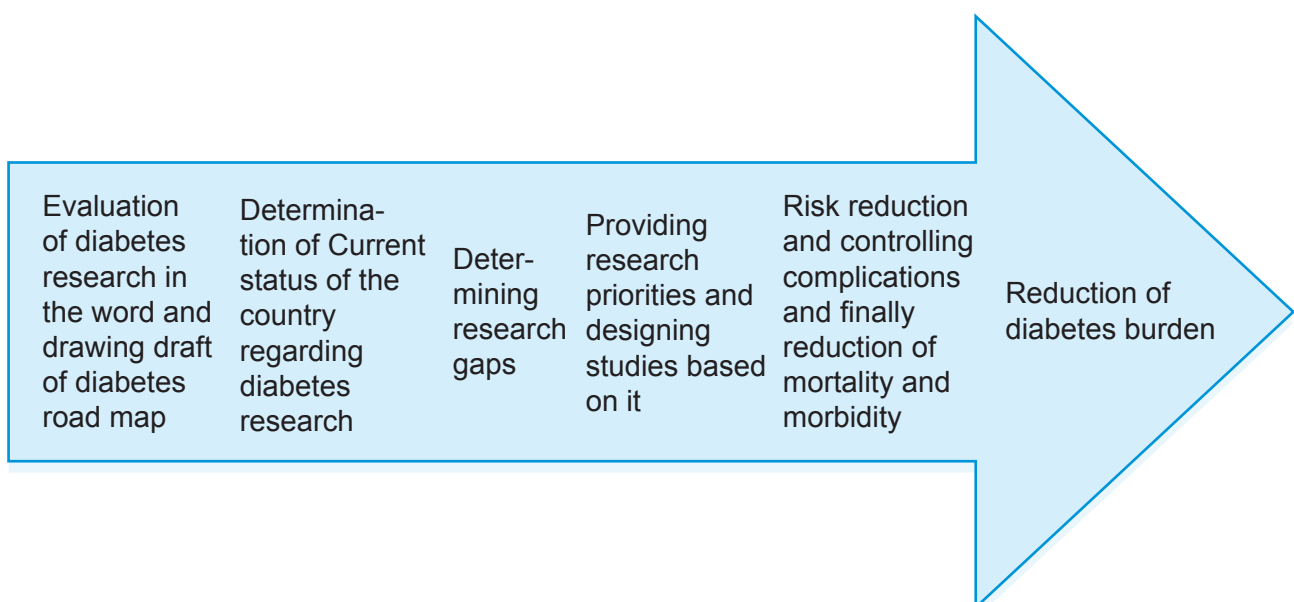 Evaluation
of diabetes
research in
the word and
drawing draft
of diabetes
road map
Determina-
tion of Current
status of the
country
regarding
diabetes
research
Deter-
mining
research
gaps
Providing
research
priorities and
designing
studies based
on it
Risk reduction
and controlling
complications
and finally
reduction of
mortality and
morbidity
Reduction of
diabetes burden